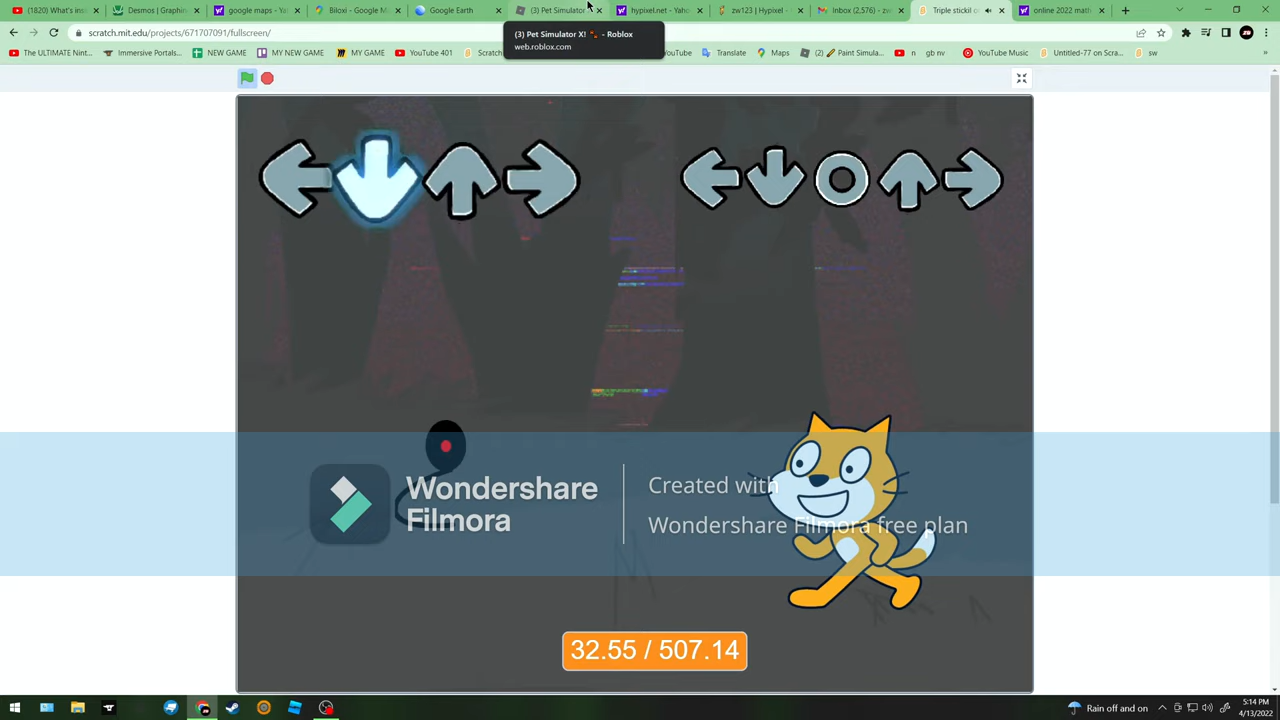 (1820) What's ins
Desmos | Graphin
google maps - Ya
Biloxi - Google M
Google Earth
(3) Pet Simulator
hypixel.net - Yaho
zw123 | Hypixel -
Inbox (2,576) - zw
Triple stickil o
online 2022 math
scratch.mit.edu/projects/671707091/fullscreen/
(3) Pet Simulator X! - Roblox
web.roblox.com
The ULTIMATE Nint...
Immersive Portals...
NEW GAME
MY NEW GAME
MY GAME
YouTube 401
Scratch
YouTube
Translate
Maps
(2) Paint Simula...
n
gb nv
YouTube Music
Untitled-77 on Scra...
sw
Wondershare
Filmora
Created with
Wondershare Filmora free plan
32.55 / 507.14
Rain off and on
5:14 PM
4/13/2022